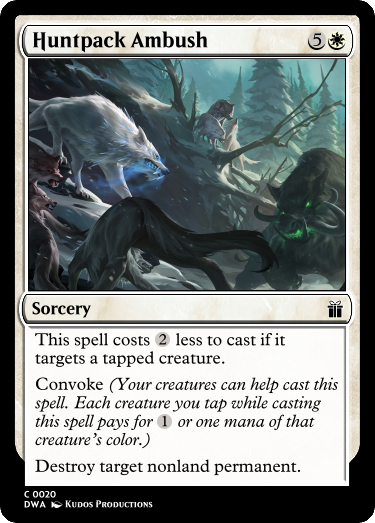 Huntpack Ambush 5
Sorcery
This spell costs 2 less to cast if it
targets a tapped creature.
Convoke (Your creatures can help cast this
spell. Each creature you tap while casting
this spell pays for 1 or one mana of that
creature's color.)
Destroy target nonland permanent.
C 0020
DWA Kudos Productions